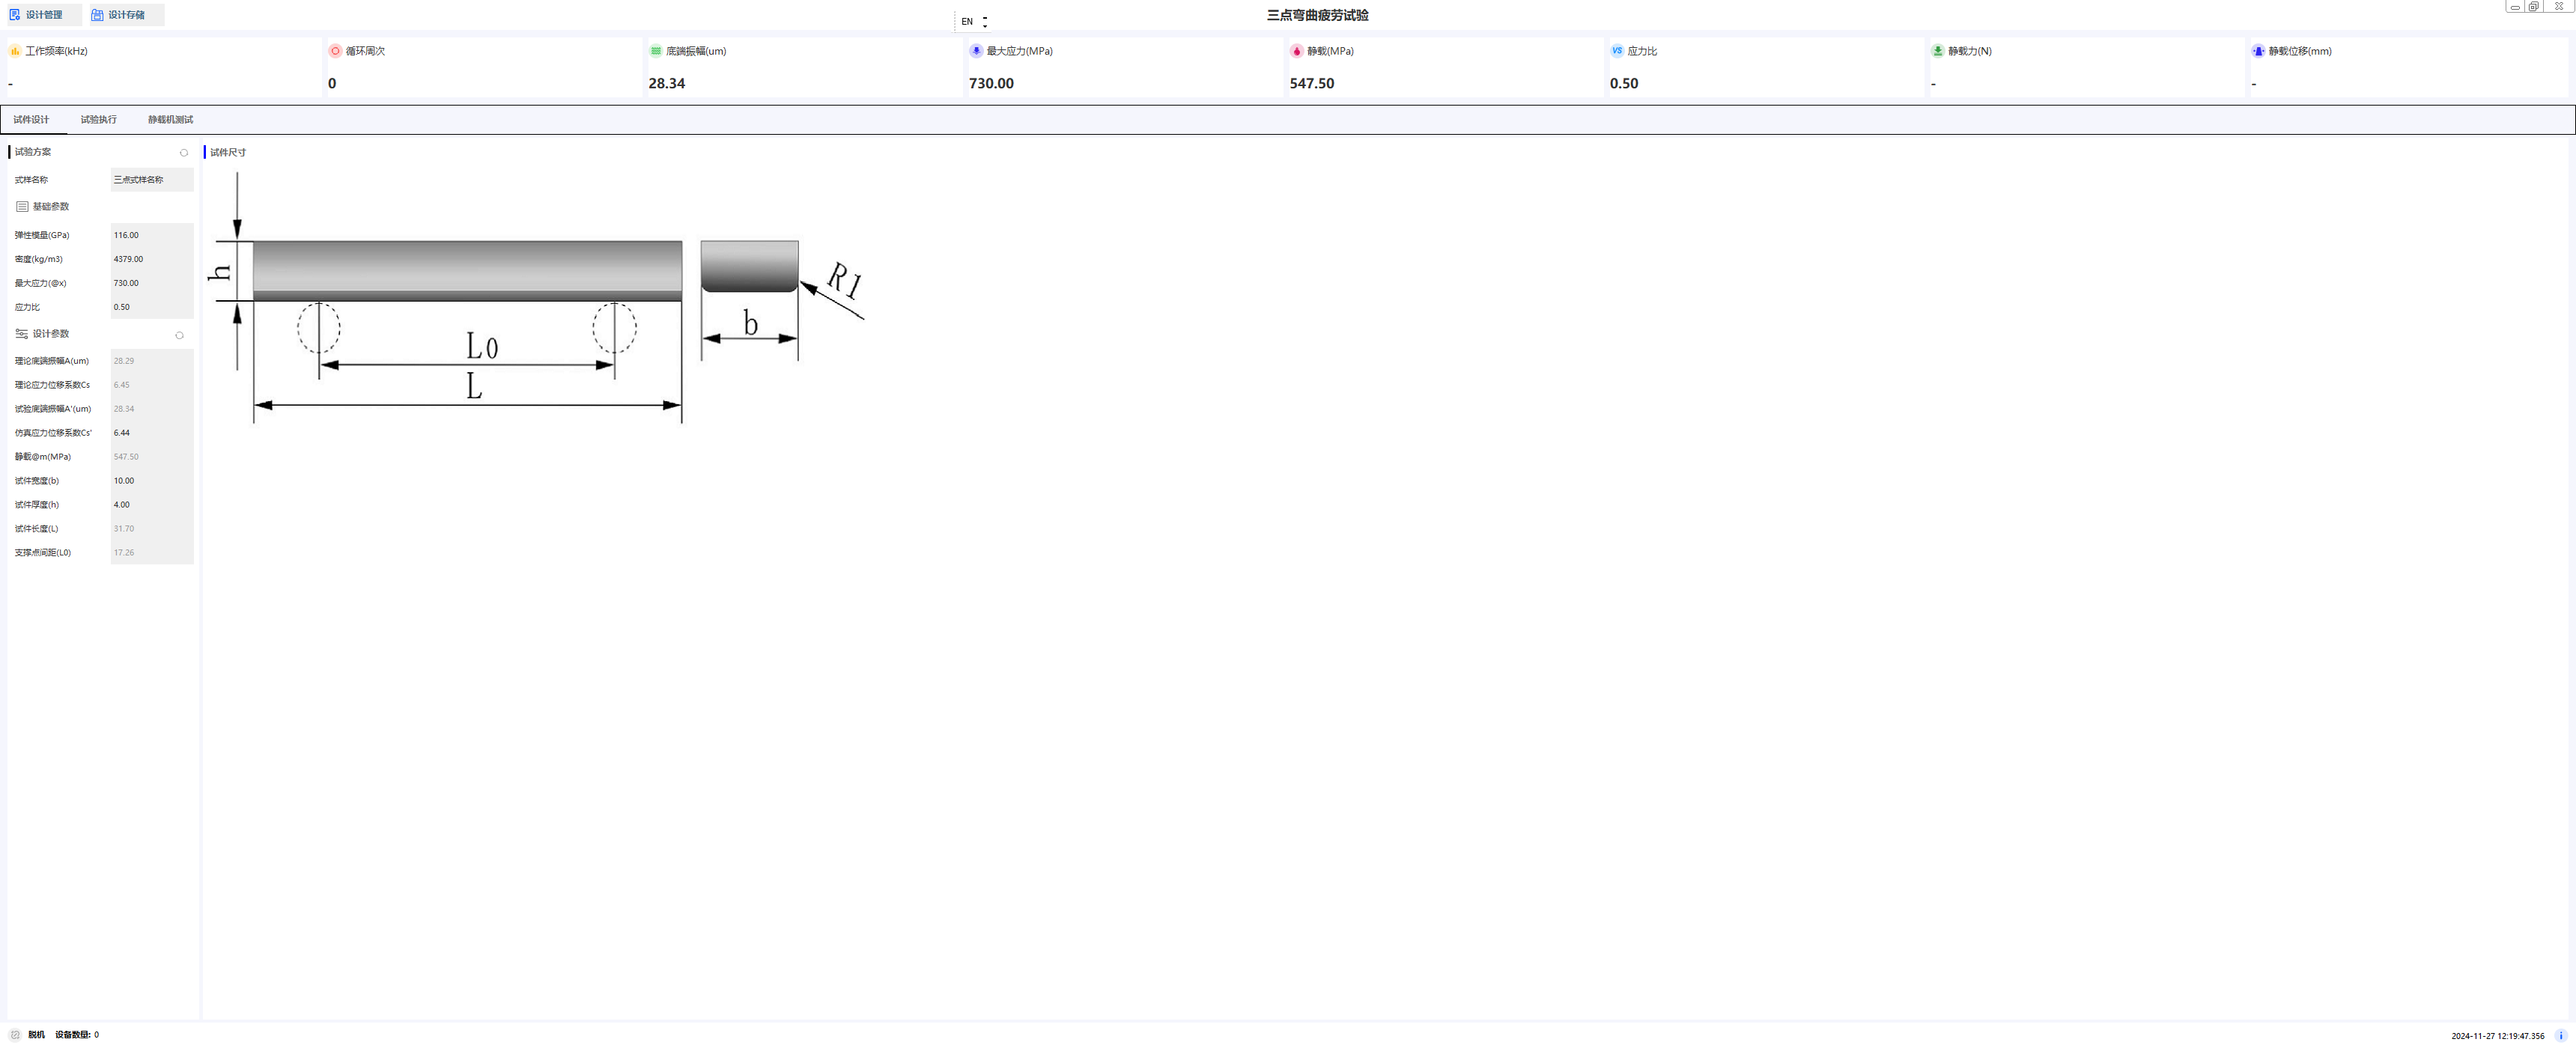 设计管理 设计存储 EN 三点弯曲疲劳试验
工作频率(kHz) 循环周次 底端振幅(um) 最大应力(MPa) 静载(MPa) VS 应力比 静载力(N) 静载位移(mm)
- 0 28.34 730.00 547.50 0.50 - -
试件设计 试验执行 静载机测试
试验方案
式样名称 三点式样名称
基础参数
弹性模量(GPa) 116.00
密度(kg/m3) 4379.00
最大应力(@x) 730.00
应力比 0.50
设计参数
理论底端振幅A(um) 28.29
理论应力位移系数Cs 6.45
试验底端振幅A'(um) 28.34
仿真应力位移系数Cs' 6.44
静载@m(MPa) 547.50
试件宽度(b) 10.00
试件厚度(h) 4.00
试件长度(L) 31.70
支撑点间距(L0) 17.26
试件尺寸
h
R1
b
L0
L
脱机 设备数量: 0 2024-11-27 12:19:47.356